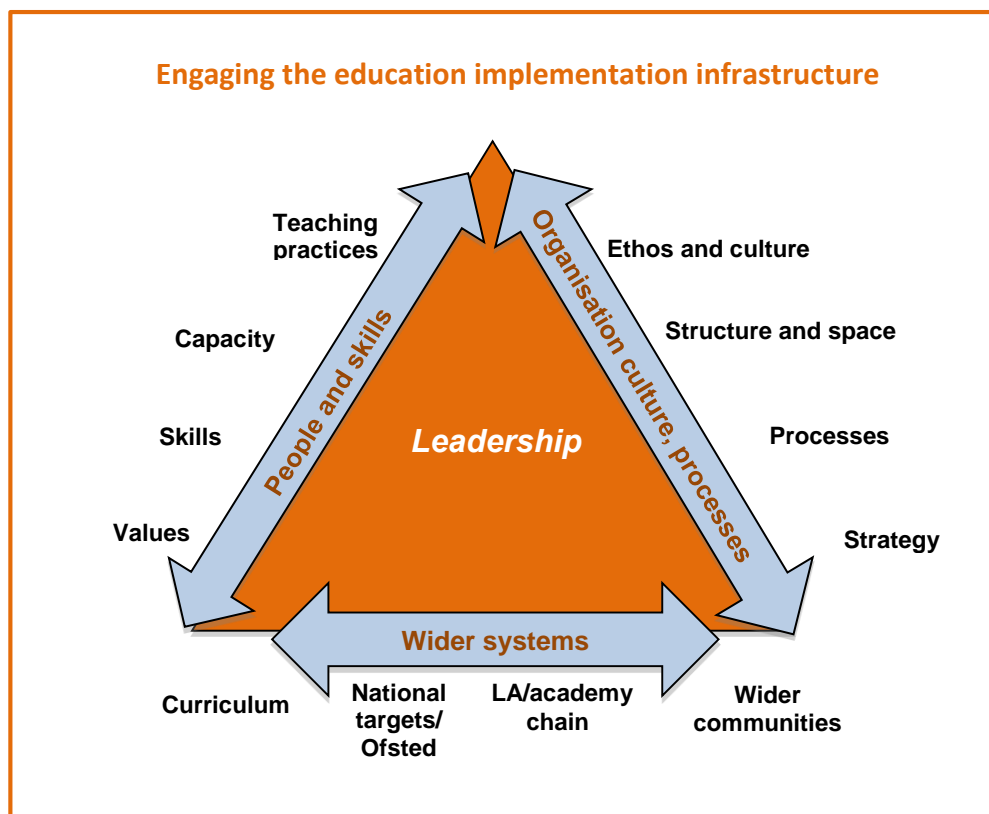 Engaging the education implementation infrastructure
Teaching
practices
Capacity
Skills
Values
People and skills
Leadership
Organisation culture, processes
Ethos and culture
Structure and space
Processes
Strategy
Wider systems
Curriculum
National
targets/
Ofsted
LA/academy
chain
Wider
communities